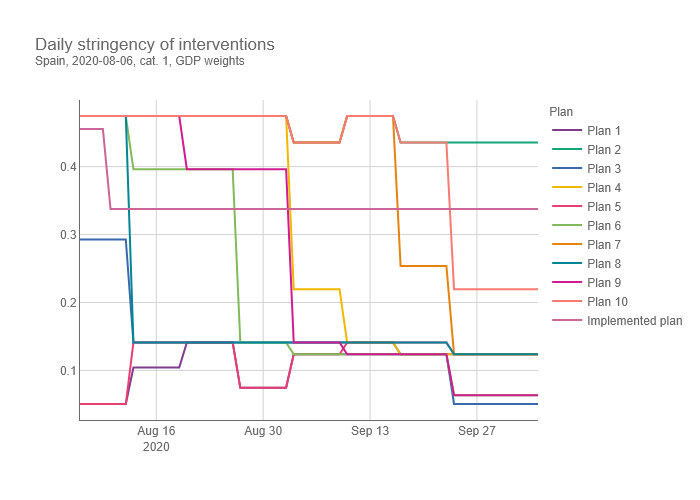 Daily stringency of interventions
Spain, 2020-08-06, cat. 1, GDP weights
Plan
Plan 1
Plan 2
Plan 3
Plan 4
Plan 5
Plan 6
Plan 7
Plan 8
Plan 9
Plan 10
Implemented plan
0.4
0.3
0.2
0.1
Aug 16
2020
Aug 30
Sep 13
Sep 27